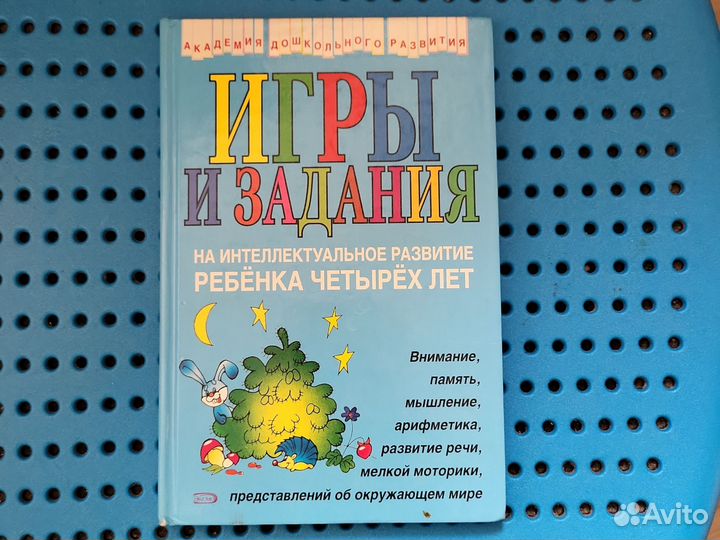 АКАДЕМИЯ ДОШКОЛЬНОГО РАЗВИТИЯ
ИГРЫ
И ЗАДАНИЯ
НА ИНТЕЛЛЕКТУАЛЬНОЕ РАЗВИТИЕ
РЕБЁНКА ЧЕТЫРЁХ ЛЕТ
Внимание,
память,
мышление,
арифметика,
развитие речи,
мелкой моторики,
представлений об окружающем мире
Avito